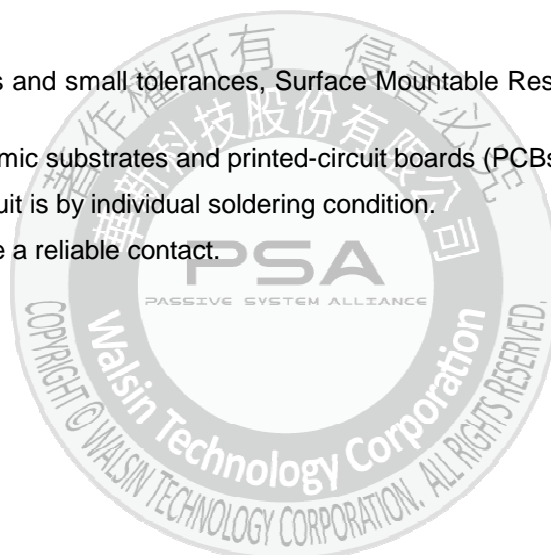 s and small tolerances, Surface Mountable Res
mic substrates and printed-circuit boards (PCBs
uit is by individual soldering condition.
e a reliable contact.
著作權所有 侵害必究
華新科技股份有限公司
PSA
PASSIVE SYSTEM ALLIANCE
Walsin Technology Corporation
COPYRIGHT © WALSIN TECHNOLOGY CORPORATION. ALL RIGHTS RESERVED.